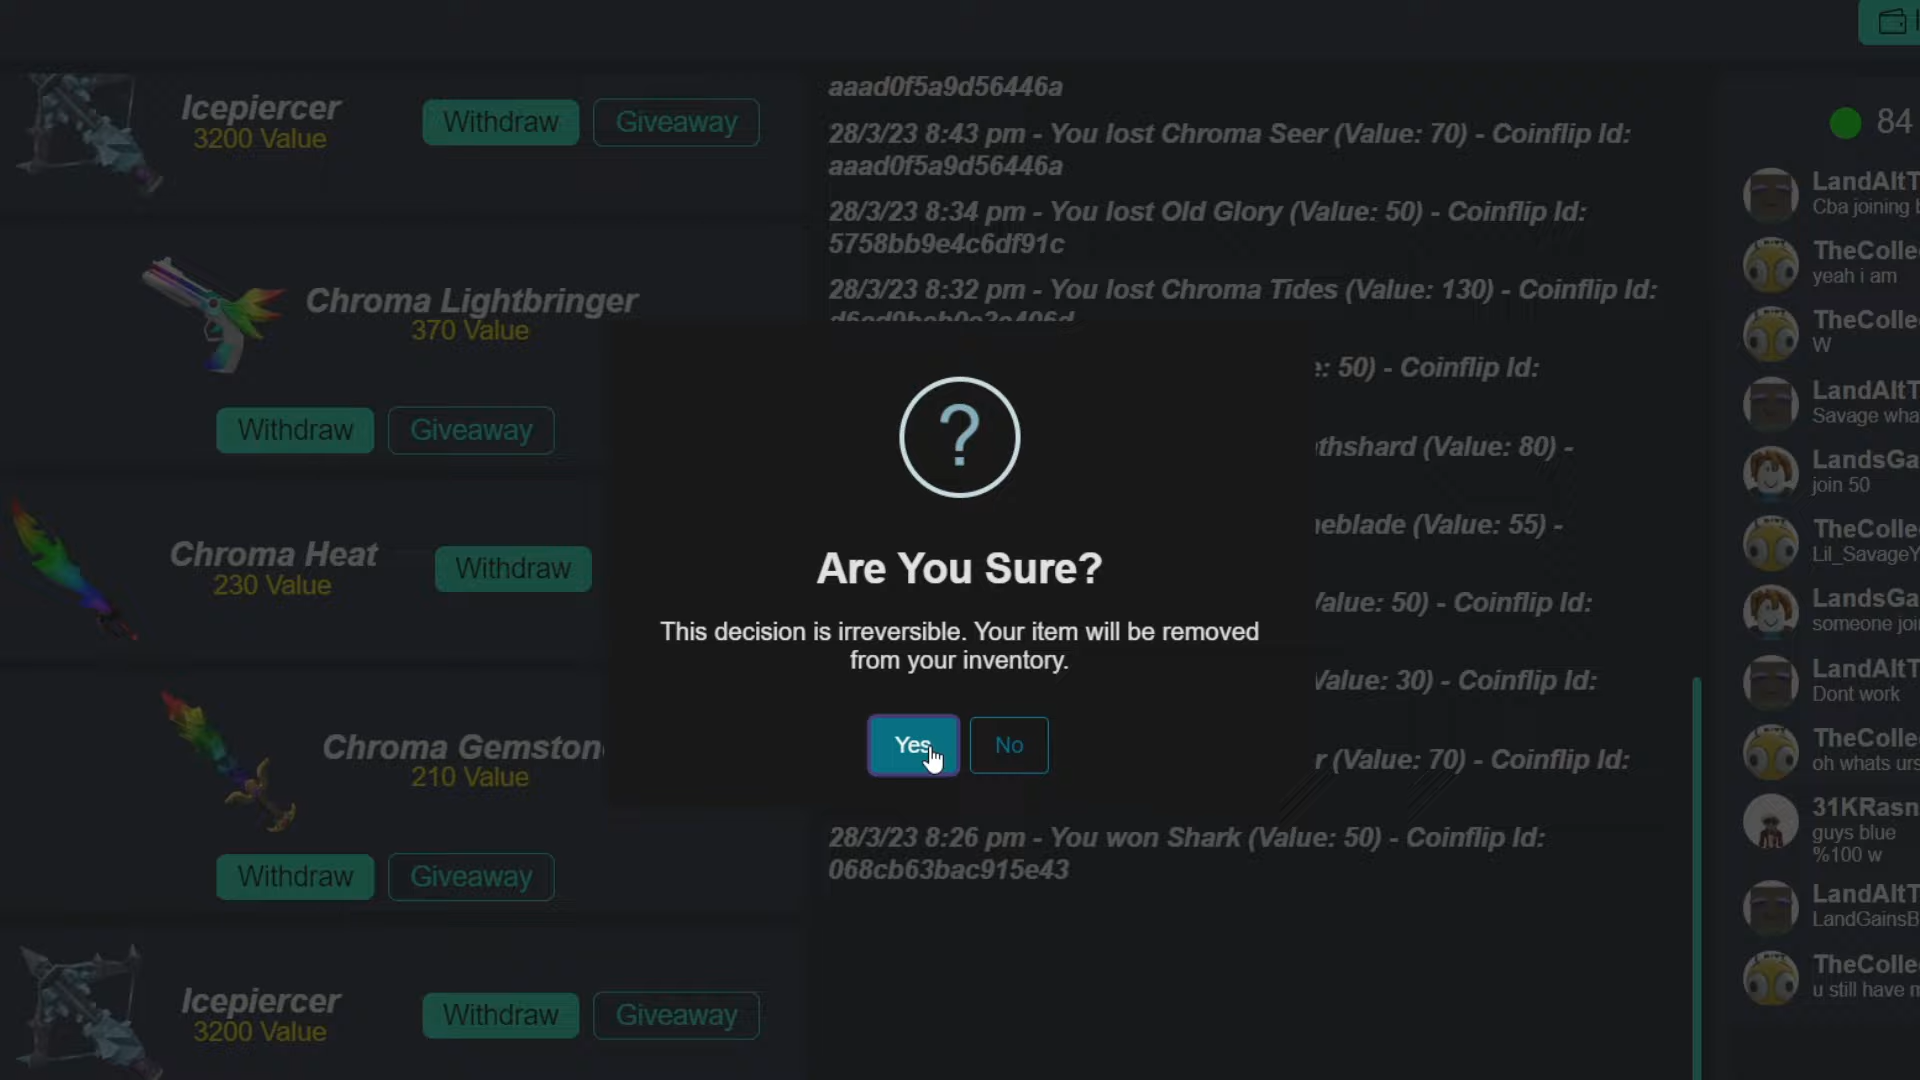 Icepiercer
3200 Value
Withdraw
Giveaway
Chroma Lightbringer
370 Value
Withdraw
Giveaway
Chroma Heat
230 Value
Withdraw
Chroma Gemston
210 Value
Withdraw
Giveaway
Icepiercer
3200 Value
Withdraw
Giveaway
aaad0f5a9d56446a
28/3/23 8:43 pm - You lost Chroma Seer (Value: 70) - Coinflip Id:
aaad0f5a9d56446a
28/3/23 8:34 pm - You lost Old Glory (Value: 50) - Coinflip Id:
5758bb9e4c6df91c
28/3/23 8:32 pm - You lost Chroma Tides (Value: 130) - Coinflip Id:
: 50) - Coinflip Id:
thshard (Value: 80) -
eblade (Value: 55) -
alue: 50) - Coinflip Id:
Value: 30) - Coinflip Id:
r (Value: 70) - Coinflip Id:
28/3/23 8:26 pm - You won Shark (Value: 50) - Coinflip Id:
068cb63bac915e43
?
Are You Sure?
This decision is irreversible. Your item will be removed
from your inventory.
Yes
No
84
LandAltT
Cba joining
TheColle
yeah i am
TheColle
W
LandAltT
Savage wha
LandsGa
join 50
TheColle
Lil_SavageY
LandsGa
someone joi
LandAltT
Dont work
TheColle
oh whats urs
31KRasn
guys blue
%100 w
LandAltT
LandGainsB
TheColle
u still have